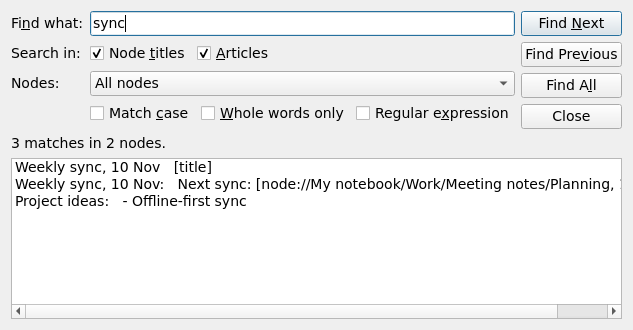 Find what: sync Find Next
Search in: Node titles Articles Find Previous
Nodes: All nodes Find All
Match case Whole words only Regular expression Close
3 matches in 2 nodes.
Weekly sync, 10 Nov [title]
Weekly sync, 10 Nov: Next sync: [node://My notebook/Work/Meeting notes/Planning,
Project ideas: - Offline-first sync